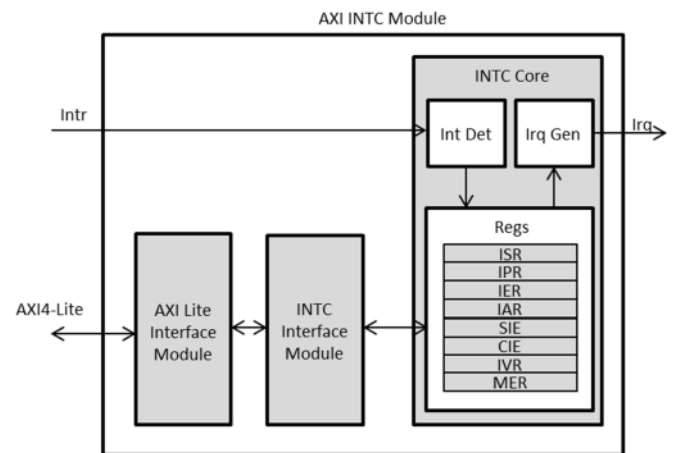 AXI INTC Module
INTC Core
Intr
Int Det
Irq Gen
Irq
Regs
ISR
IPR
IER
IAR
SIE
CIE
IVR
MER
AXI4-Lite
AXI Lite
Interface
Module
INTC
Interface
Module